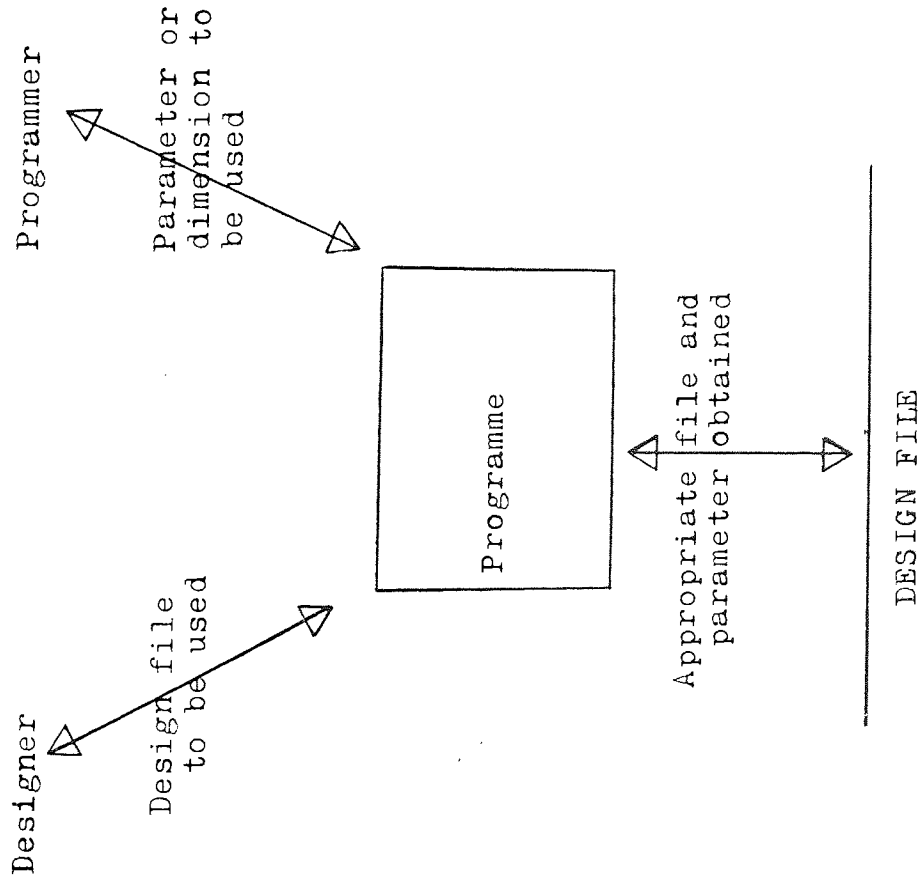 Designer
Programmer
Design file
to be used
Parameter or
dimension to
be used
Programme
Appropriate file and
parameter obtained
DESIGN FILE